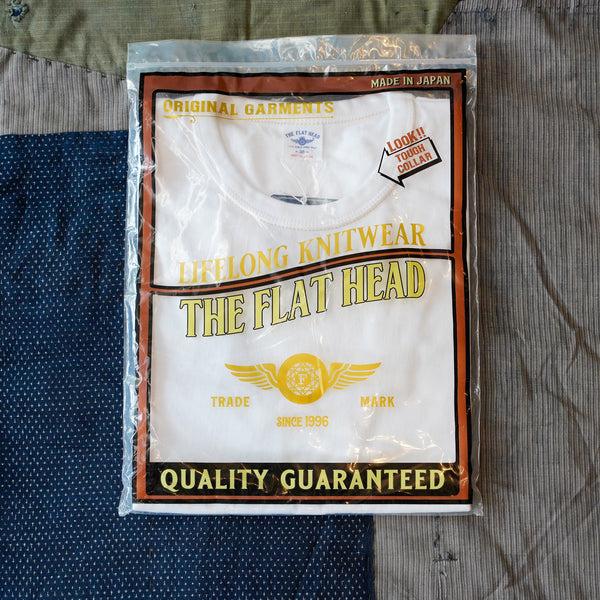 MADE IN JAPAN
ORIGINAL GARMENTS
THE FLAT HEAD
LOOK!!
TOUGH
COLLAR
LIFELONG KNITWEAR
THE FLAT HEAD
F
TRADE MARK
SINCE 1996
QUALITY GUARANTEED